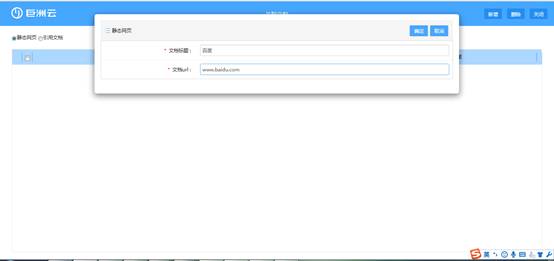 巨洲云
新增 删除 关闭
静态网页 引用文档
静态网页
确定 取消
* 文档标题：
百度
* 文档url：
www.baidu.com
英